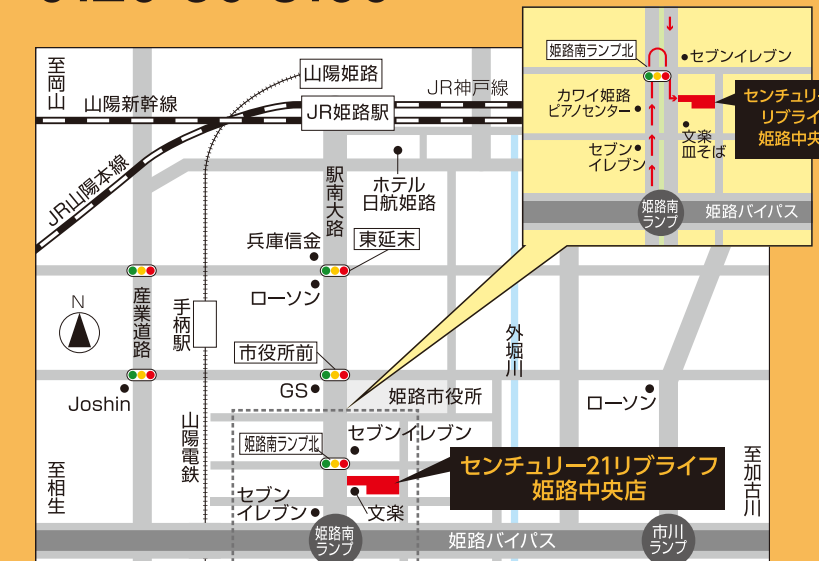 至岡山
山陽新幹線
山陽姫路
JR神戸線
JR姫路駅
JR山陽本線
駅南大路
ホテル
日航姫路
兵庫信金
東延末
ローソン
N
産業道路
手柄駅
市役所前
外堀川
Joshin
GS
姫路市役所
ローソン
山陽電鉄
姫路南ランプ北
セブンイレブン
センチュリー21リブライフ
姫路中央店
至加古川
至相生
セブン
イレブン
文楽
姫路南
ランプ
姫路バイパス
市川
ランプ
姫路南ランプ北
セブンイレブン
カワイ姫路
ピアノセンター
センチュリー
リブライ
姫路中央
文楽
皿そば
セブン
イレブン
姫路南
ランプ
姫路バイパス